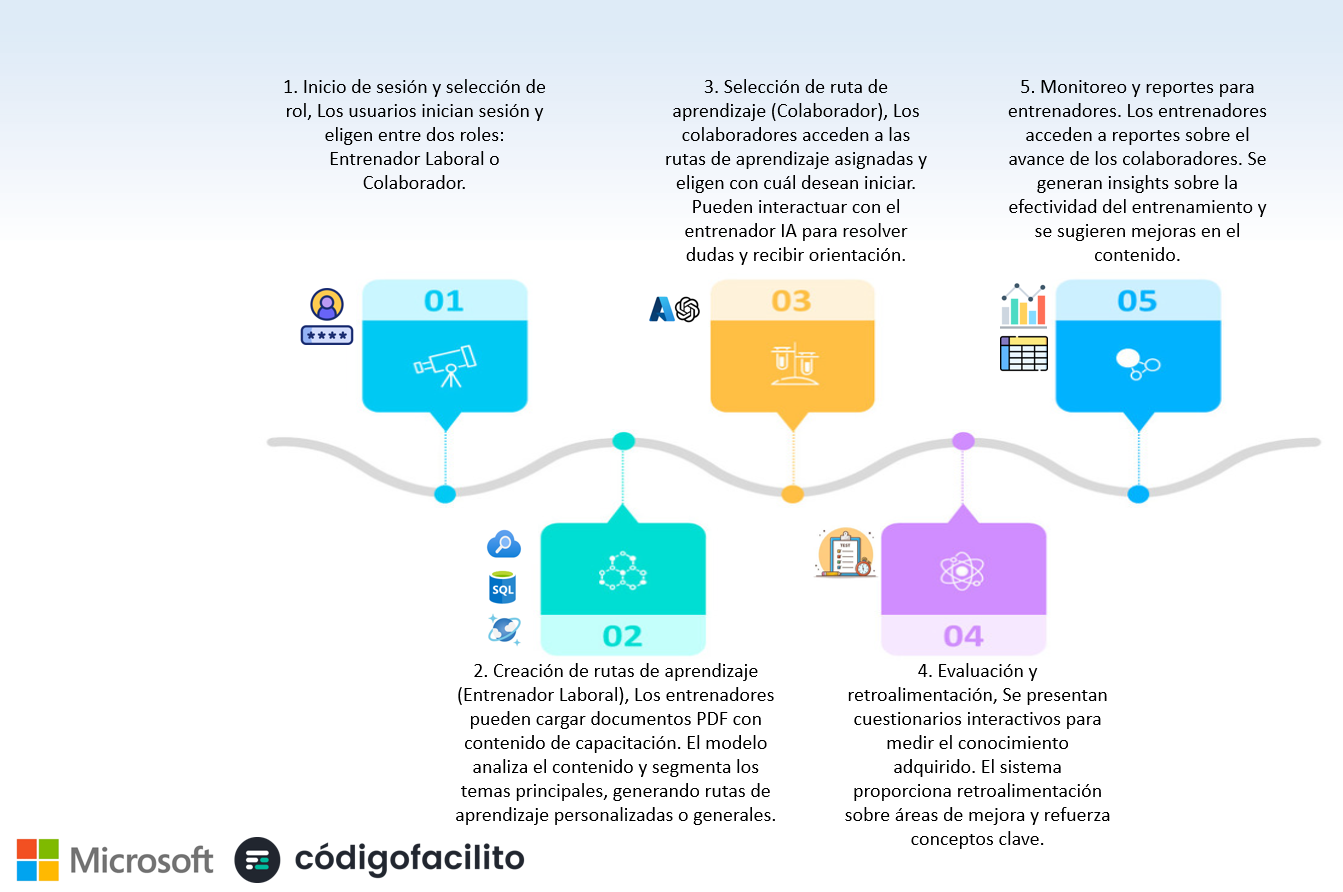 1. Inicio de sesión y selección de
rol, Los usuarios inician sesión y
eligen entre dos roles:
Entrenador Laboral o
Colaborador.
3. Selección de ruta de
aprendizaje (Colaborador), Los
colaboradores acceden a las
rutas de aprendizaje asignadas y
eligen con cuál desean iniciar.
Pueden interactuar con el
entrenador IA para resolver
dudas y recibir orientación.
5. Monitoreo y reportes para
entrenadores. Los entrenadores
acceden a reportes sobre el
avance de los colaboradores. Se
generan insights sobre la
efectividad del entrenamiento y
se sugieren mejoras en el
contenido.
01
03
05
****
TEST
SQL
02
04
2. Creación de rutas de aprendizaje
(Entrenador Laboral), Los entrenadores
pueden cargar documentos PDF con
contenido de capacitación. El modelo
analiza el contenido y segmenta los
temas principales, generando rutas de
aprendizaje personalizadas o generales.
4. Evaluación y
retroalimentación, Se presentan
cuestionarios interactivos para
medir el conocimiento
adquirido. El sistema
proporciona retroalimentación
sobre áreas de mejora y refuerza
conceptos clave.
Microsoft
códigofacilito